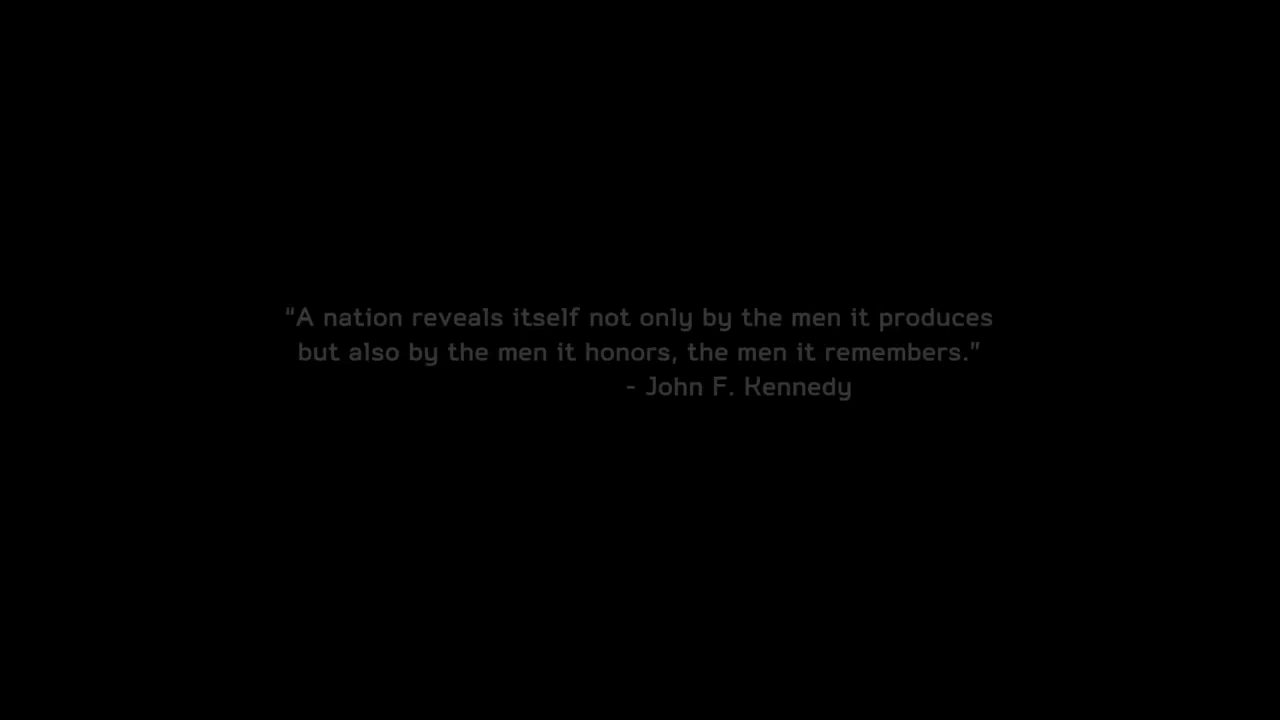 "A nation reveals itself not only by the men it produces
but also by the men it honors, the men it remembers."
- John F. Kennedy